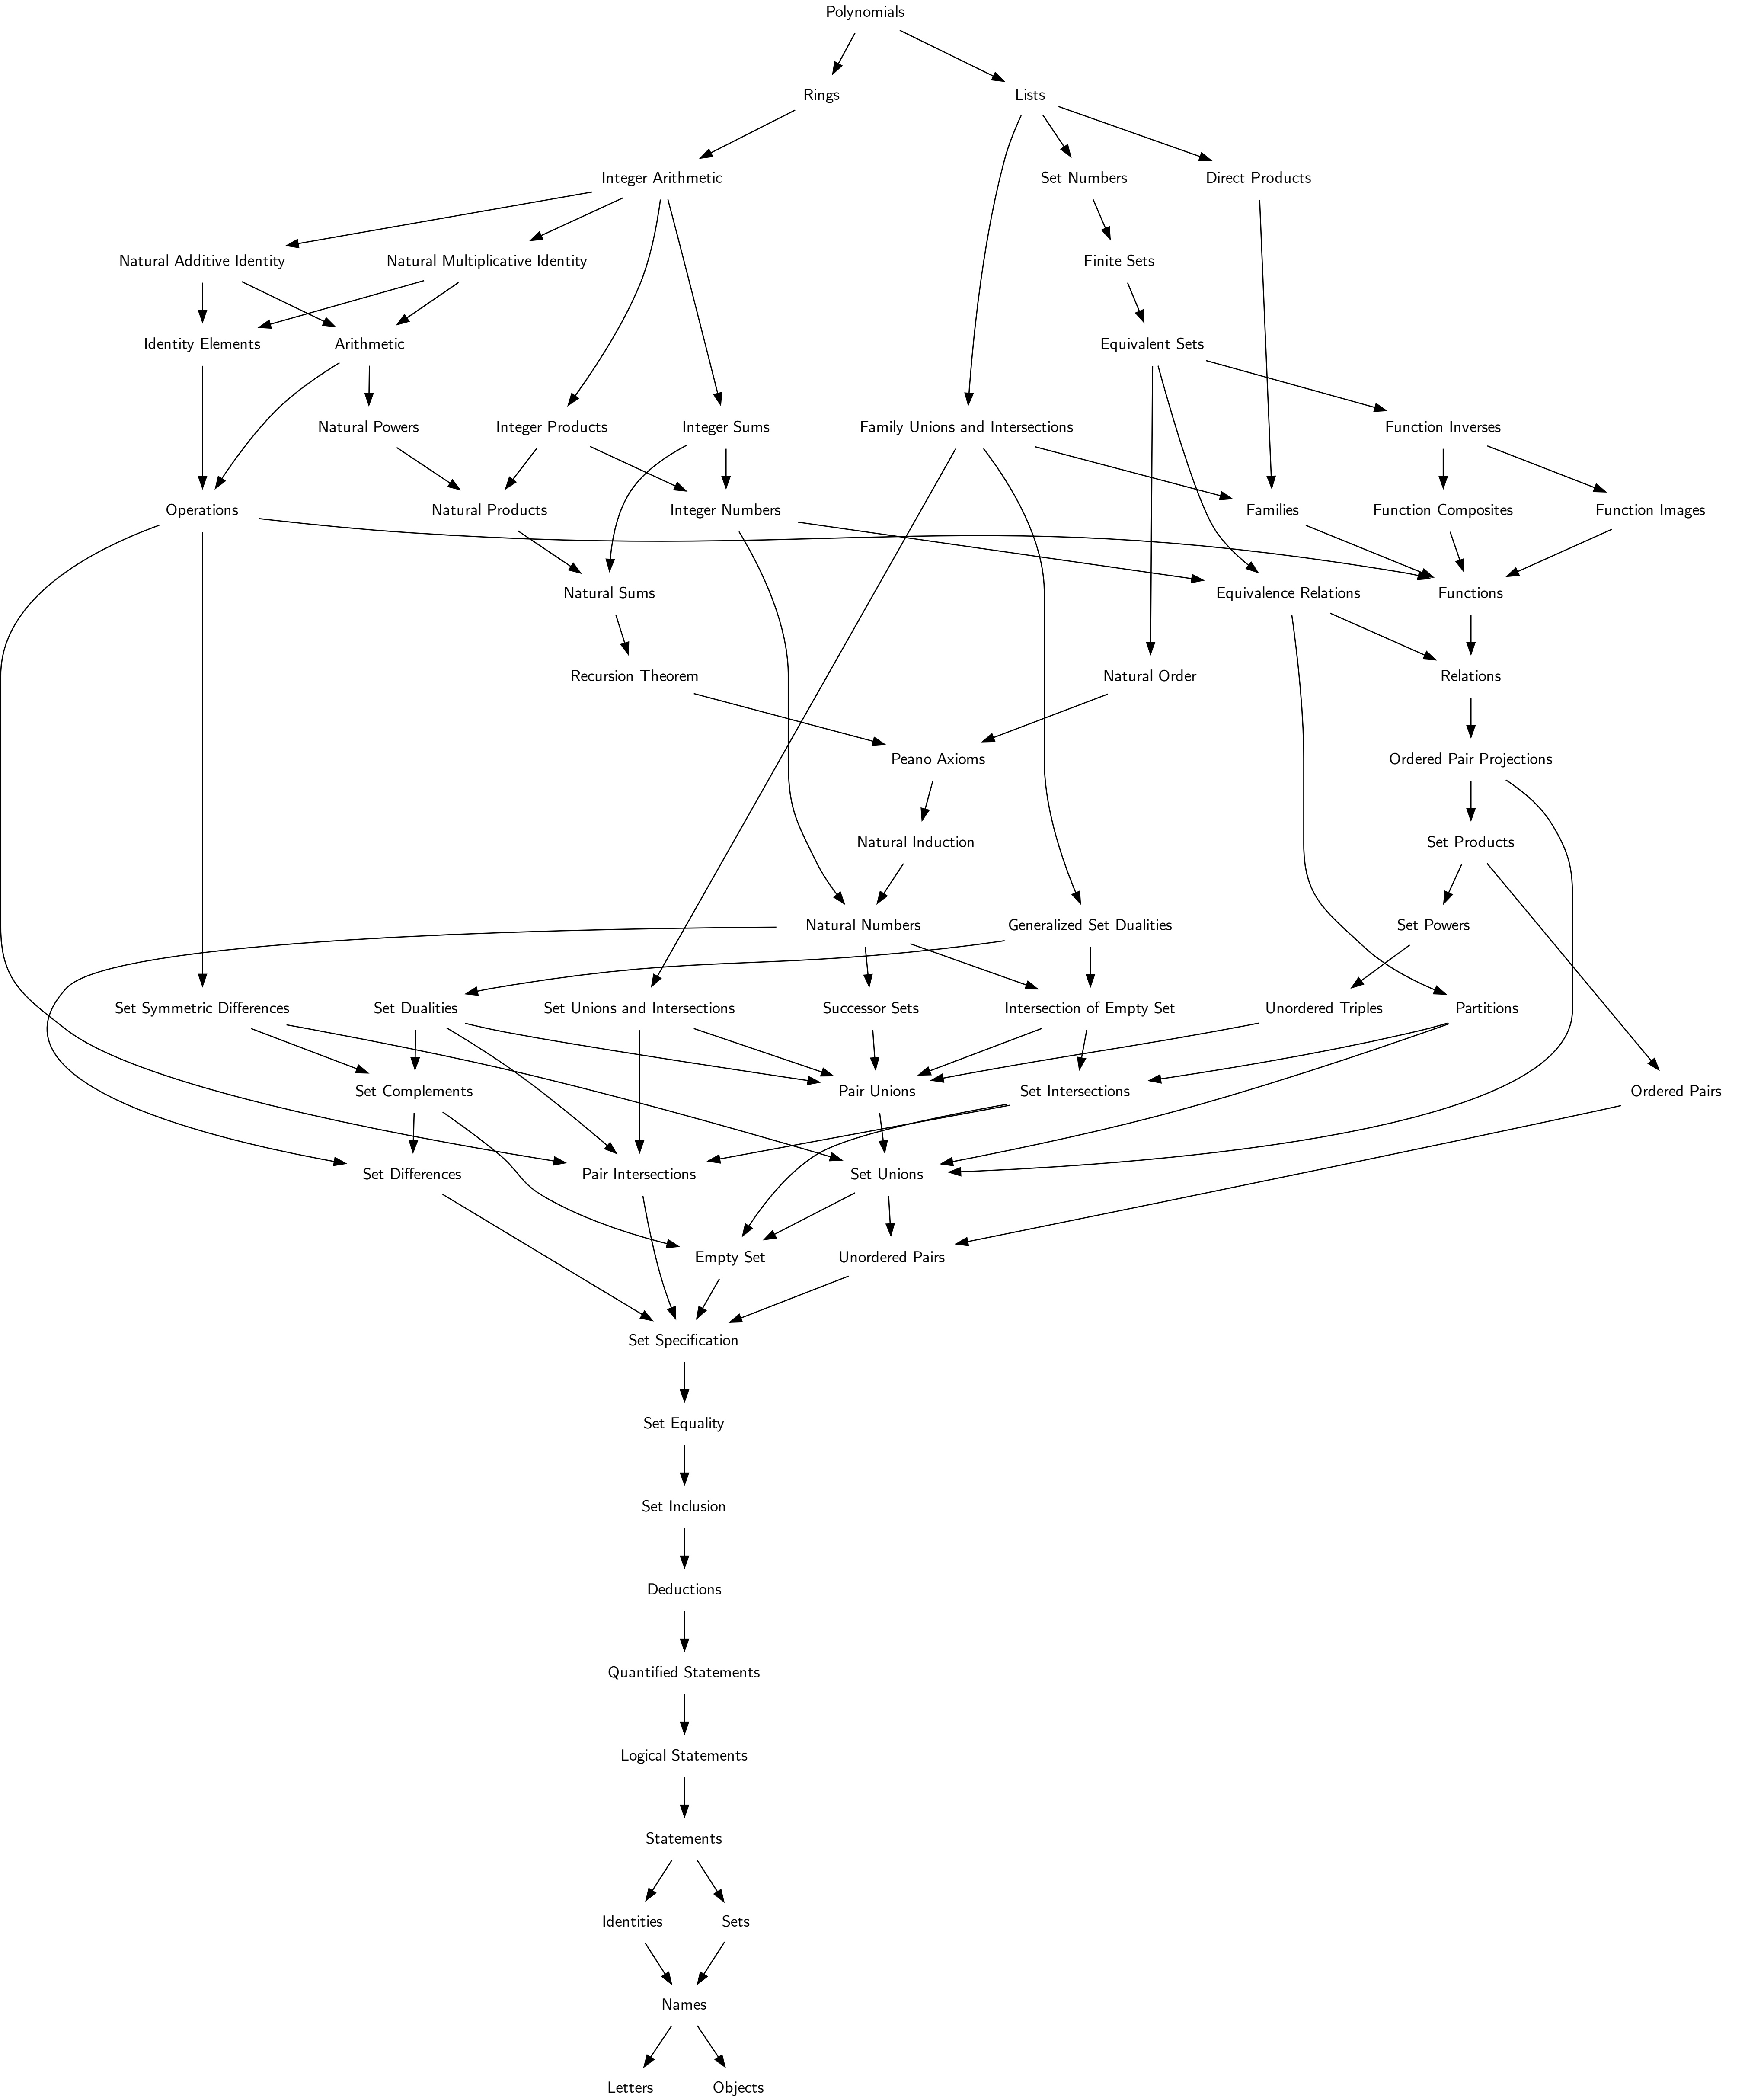 Polynomials
Rings
Lists
Integer Arithmetic
Set Numbers
Direct Products
Natural Additive Identity
Natural Multiplicative Identity
Finite Sets
Identity Elements
Arithmetic
Equivalent Sets
Natural Powers
Integer Products
Integer Sums
Family Unions and Intersections
Function Inverses
Operations
Natural Products
Integer Numbers
Families
Function Composites
Function Images
Natural Sums
Equivalence Relations
Functions
Recursion Theorem
Natural Order
Relations
Peano Axioms
Ordered Pair Projections
Natural Induction
Set Products
Natural Numbers
Generalized Set Dualities
Set Powers
Set Symmetric Differences
Set Dualities
Set Unions and Intersections
Successor Sets
Intersection of Empty Set
Unordered Triples
Partitions
Set Complements
Pair Unions
Set Intersections
Ordered Pairs
Set Differences
Pair Intersections
Set Unions
Empty Set
Unordered Pairs
Set Specification
Set Equality
Set Inclusion
Deductions
Quantified Statements
Logical Statements
Statements
Identities
Sets
Names
Letters
Objects